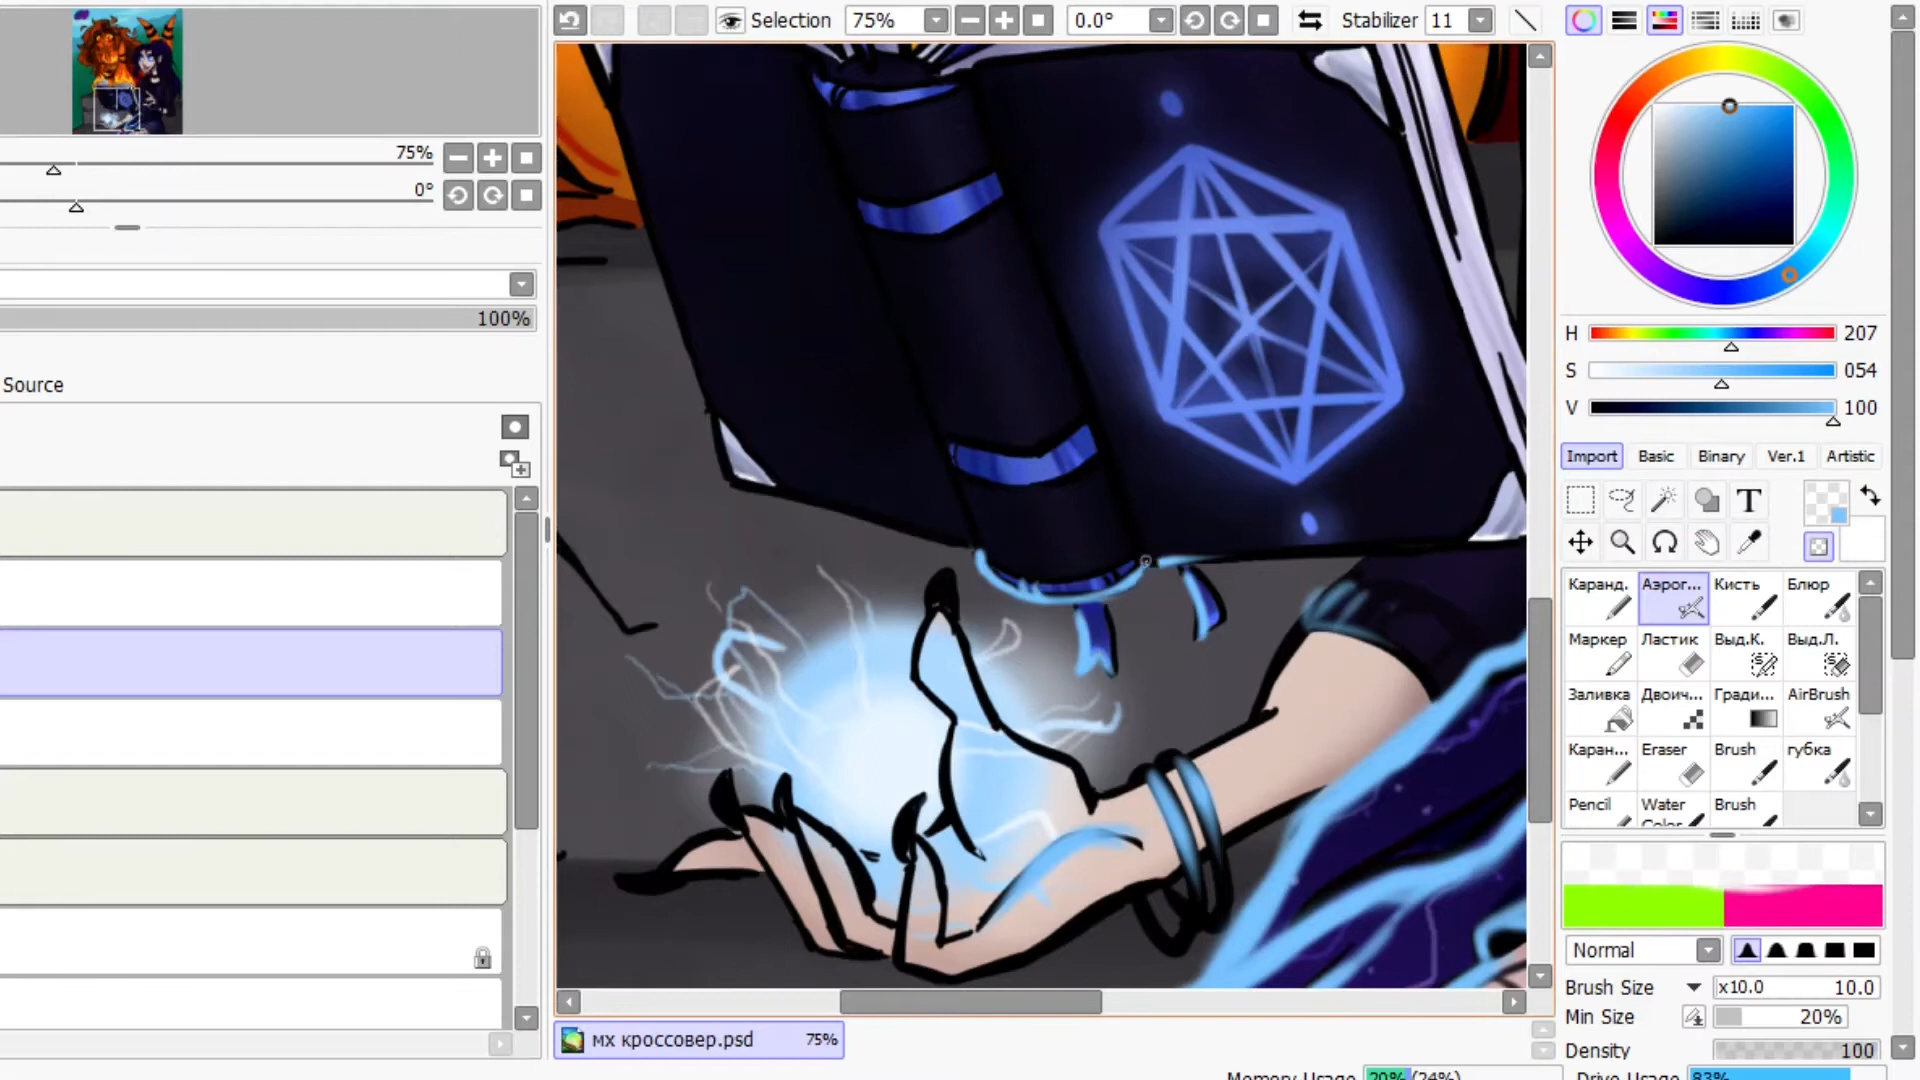 Selection 75% 0.0° Stabilizer 11
75%
0°
100%
Source
H 207
S 054
V 100
Import Basic Binary Ver.1 Artistic
T
Каранд. Аэрог... Кисть Блюр
Маркер Ластик Выд.К. Выд.Л.
Заливка Двоич... Гради... AirBrush
Каран... Eraser Brush губка
Pencil Water Brush
Color
Normal
Brush Size x10.0 10.0
Min Size 20%
Density 100
мх кроссовер.psd 75%
Memory Usage 20% (24%) Drive Usage 83%